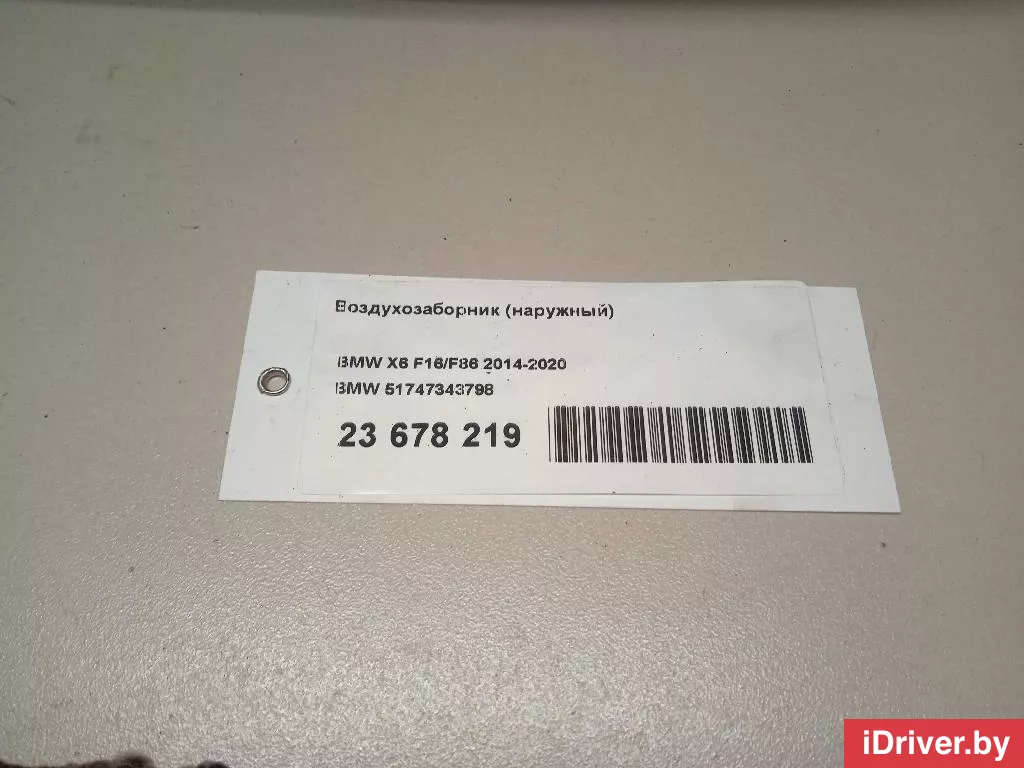 Воздухозаборник (наружный)
BMW X6 F16/F86 2014-2020
BMW 51747343798
23 678 219
iDriver.by